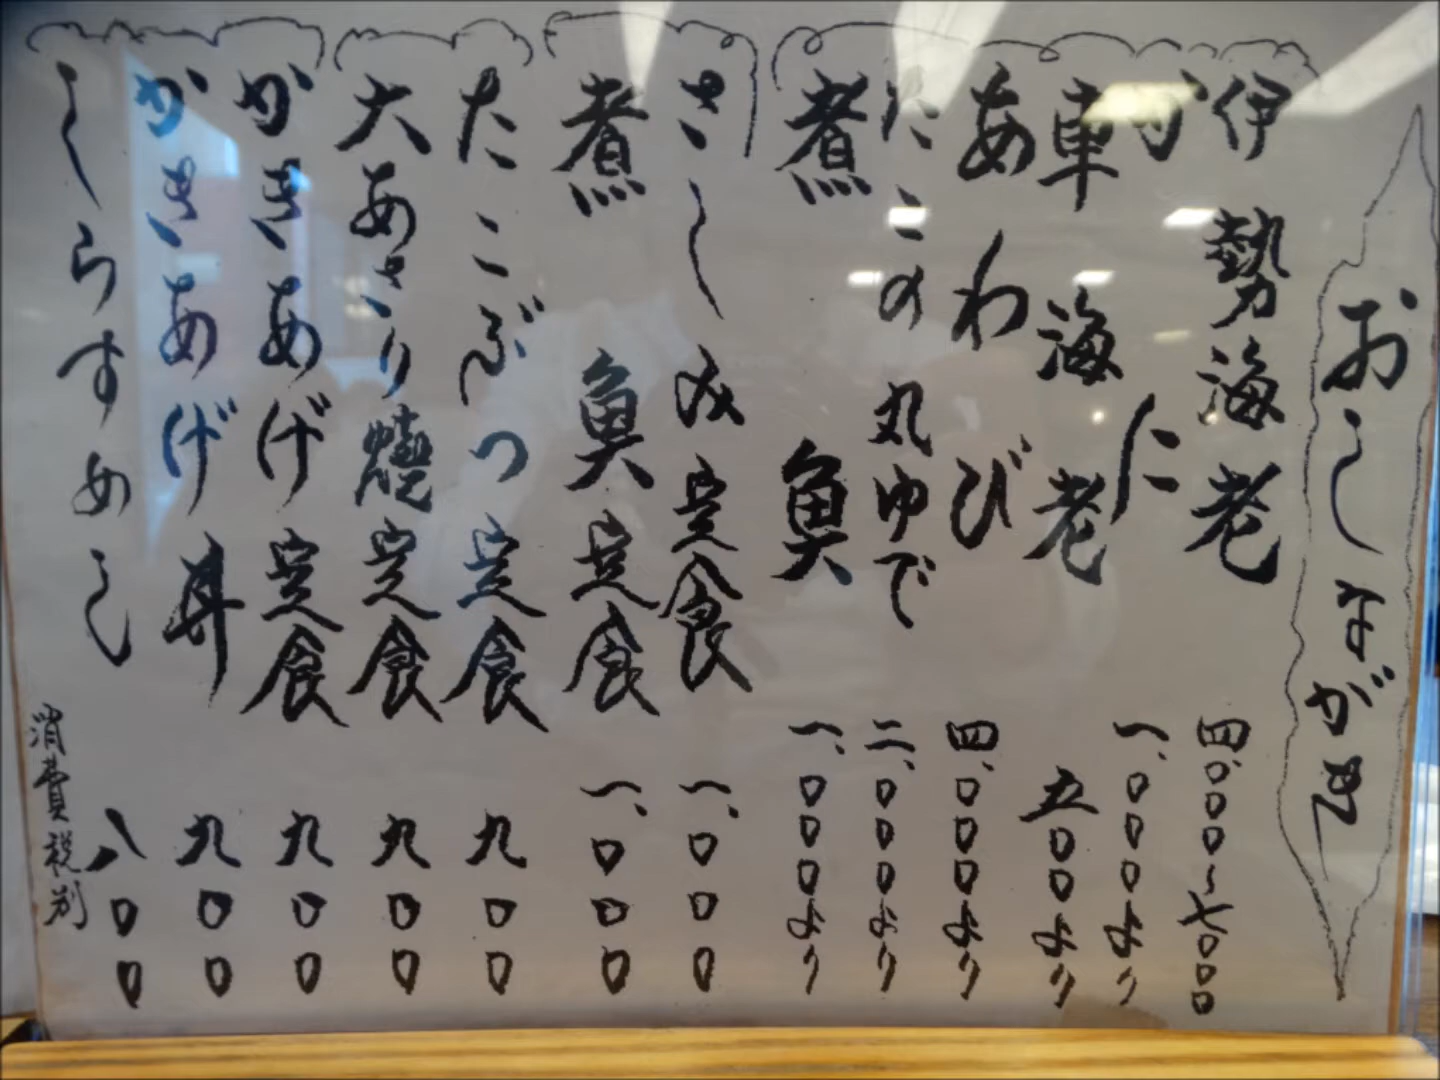 おしながき
伊勢海老 四、〇〇〇〜七〇〇〇
かに 一、〇〇〇より
車海老 五〇〇より
あわび 四、〇〇〇より
たこの丸ゆで 二、〇〇〇より
煮魚 一、〇〇〇より
さしみ定食 一、〇〇〇
煮魚定食 一、〇〇〇
たこぶつ定食 九〇〇
大あさり焼定食 九〇〇
かきあげ定食 九〇〇
かきあげ丼 九〇〇
しらすめし 八〇〇
消費税別